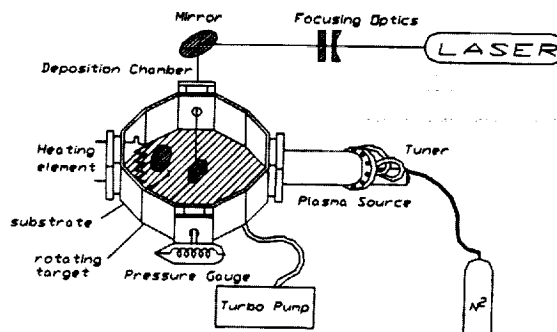 Mirror
Focusing Optics
LASER
Deposition Chamber
Heating
element
Tuner
Plasma Source
substrate
rotating
target
Pressure Gauge
Turbo Pump
N²